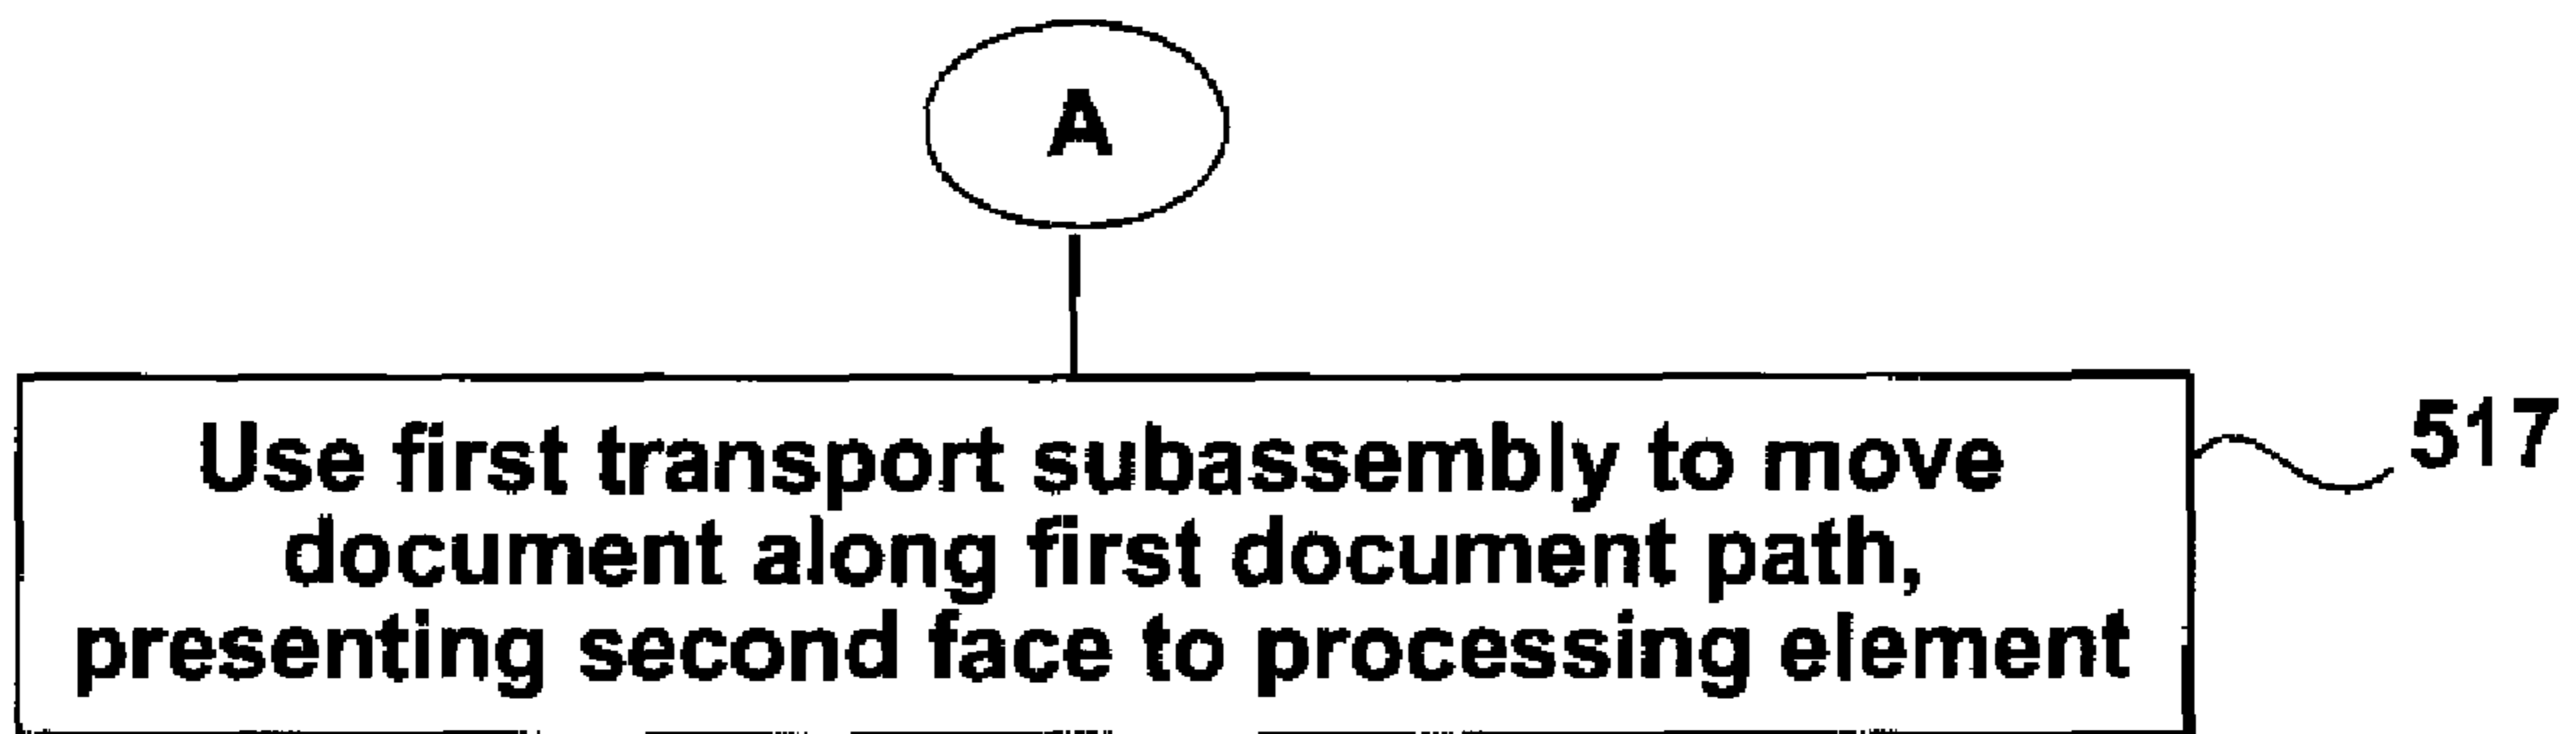 A
Use first transport subassembly to move
document along first document path,
presenting second face to processing element
517